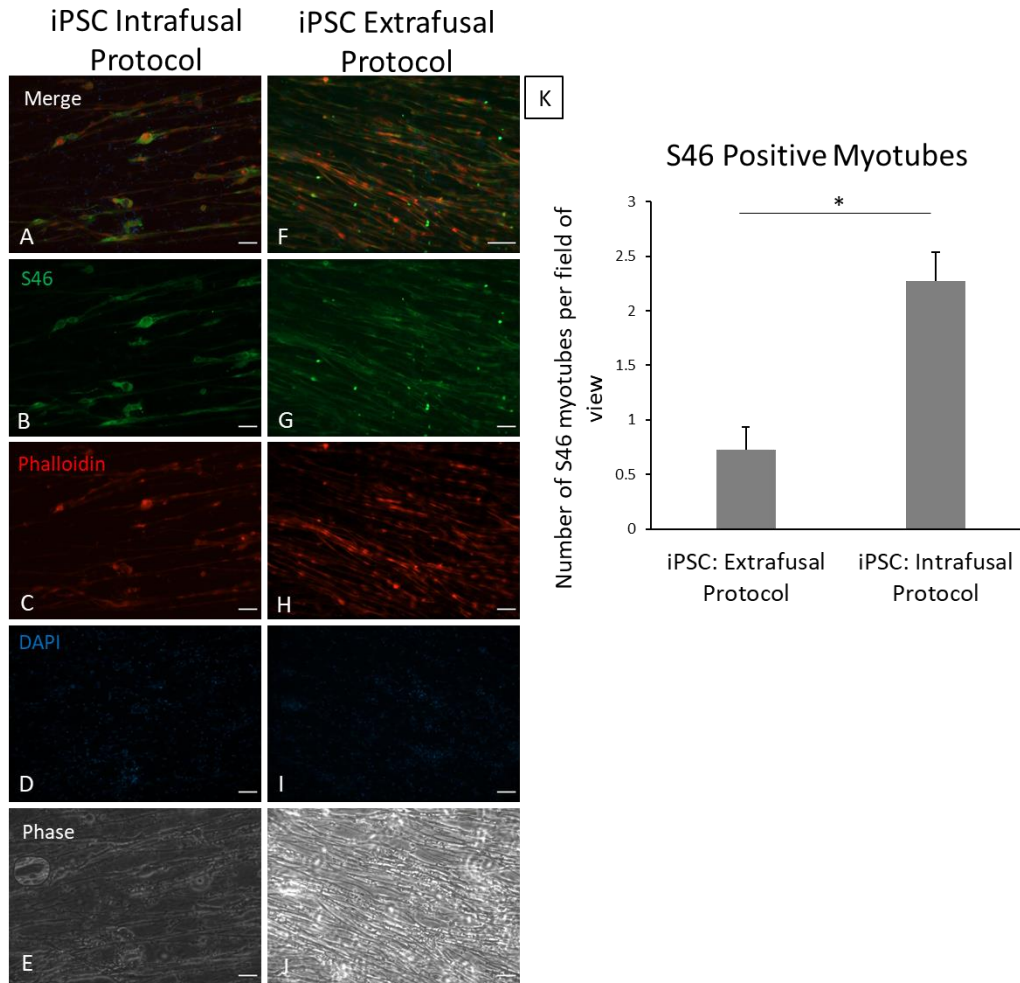 iPSC Intrafusal
Protocol
iPSC Extrafusal
Protocol
Merge
A
F
K
S46
B
G
Phalloidin
C
H
DAPI
D
I
Phase
E
J
S46 Positive Myotubes
Number of S46 myotubes per field of
view
3
2.5
2
1.5
1
0.5
0
*
iPSC: Extrafusal
Protocol
iPSC: Intrafusal
Protocol